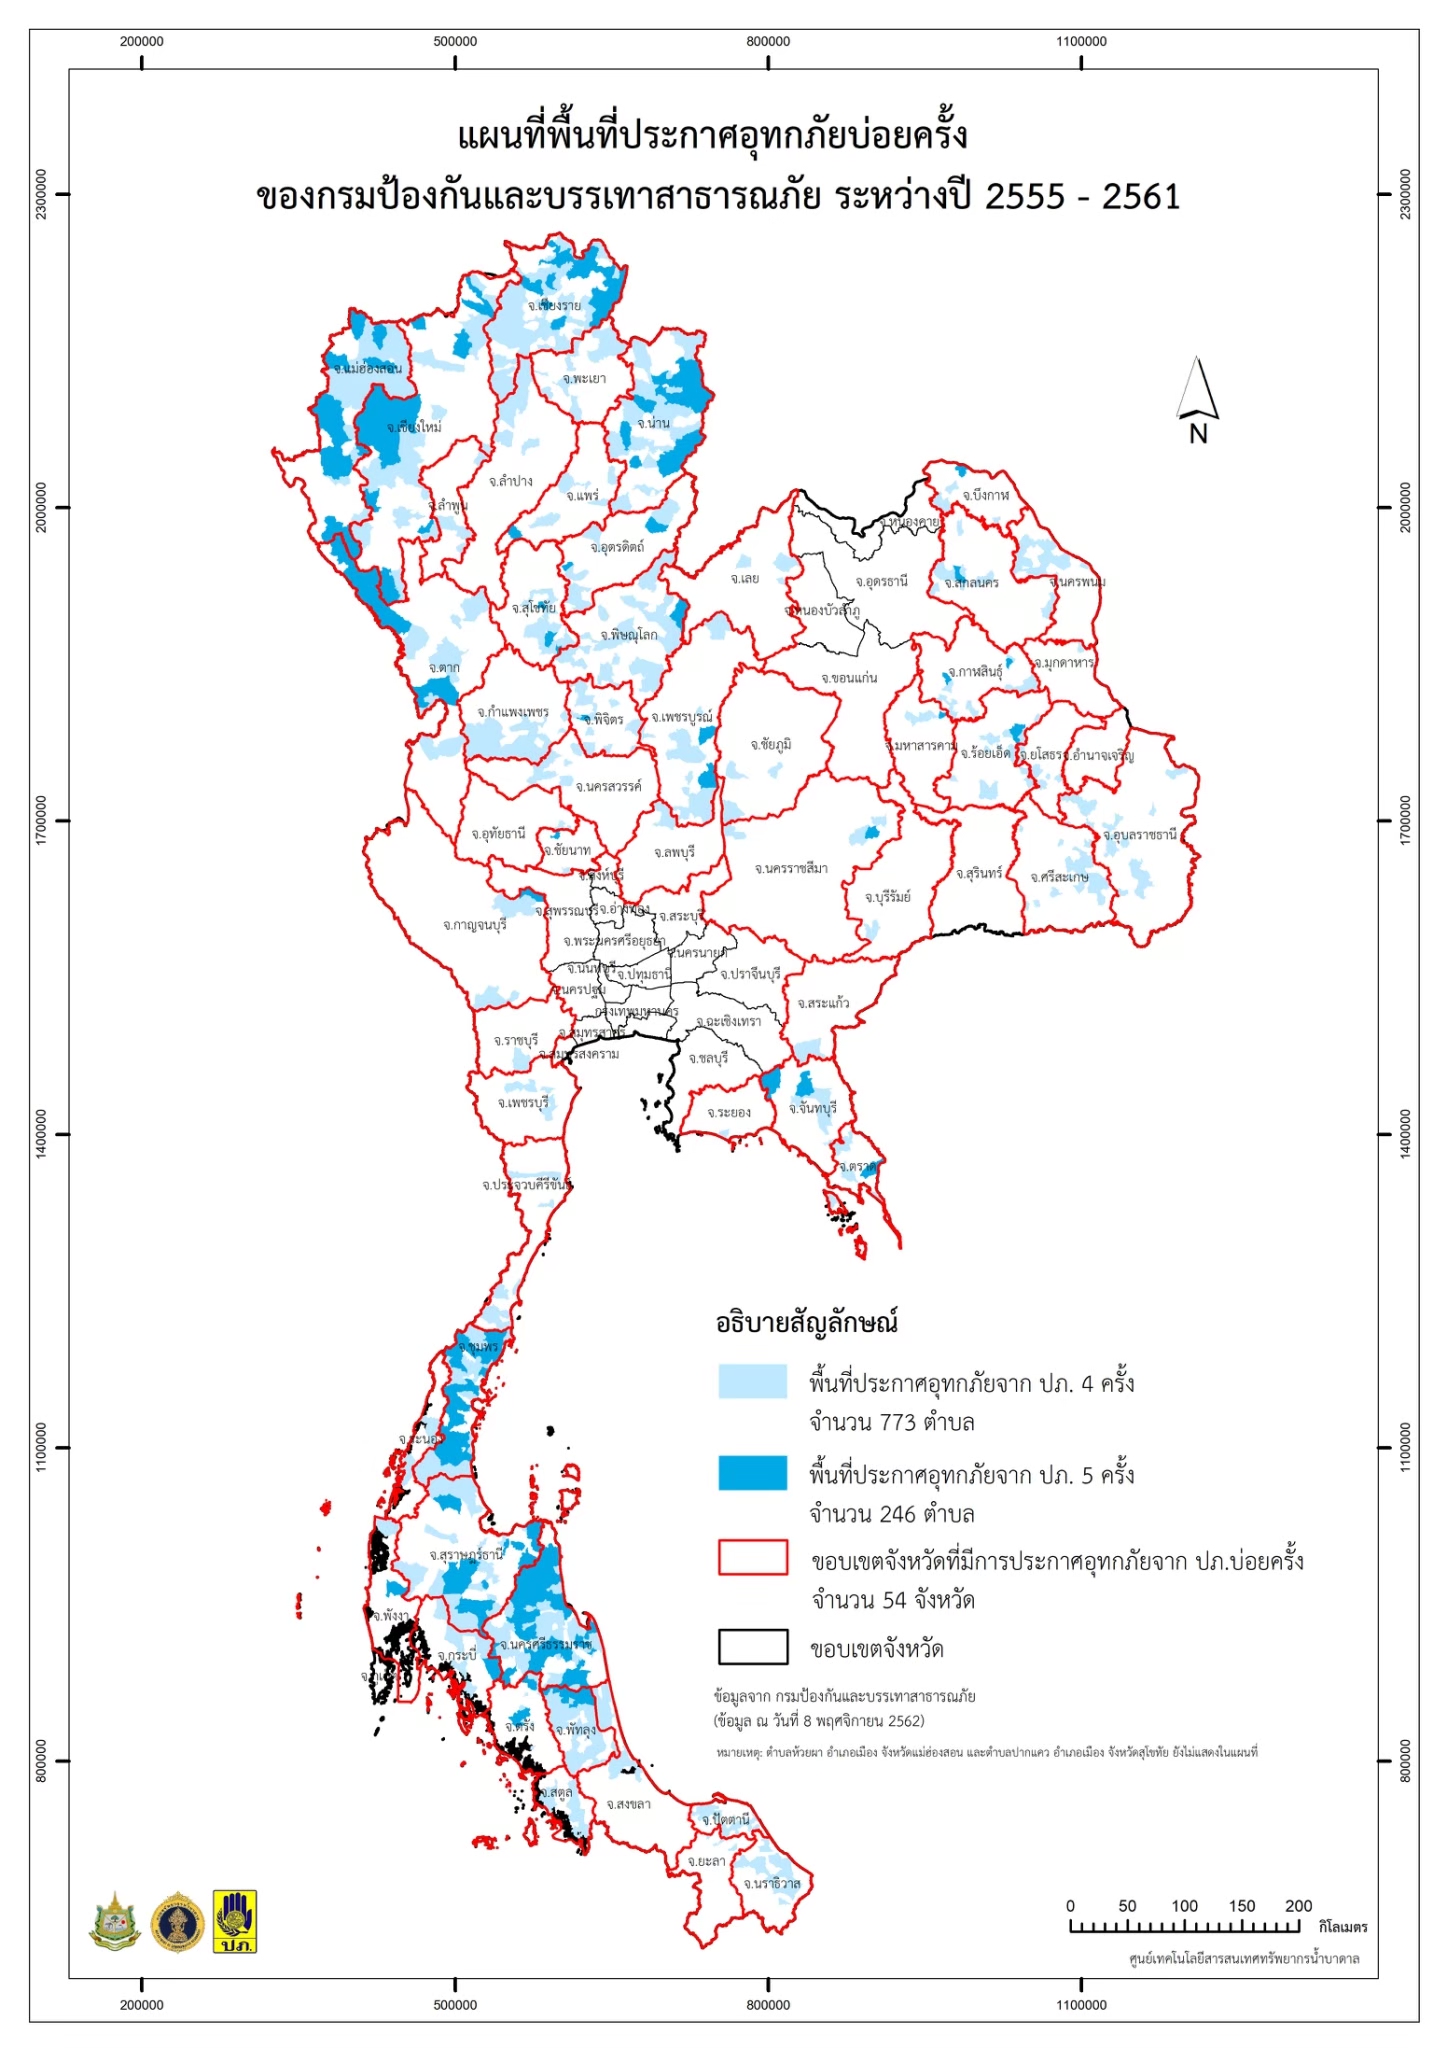 200000 500000 800000 1100000
แผนที่พื้นที่ประกาศอุทกภัยบ่อยครั้ง
ของกรมป้องกันและบรรเทาสาธารณภัย ระหว่างปี 2555 - 2561
2300000 2300000
จ.เชียงราย
จ.แม่ฮ่องสอน
จ.พะเยา
N
จ.เชียงใหม่
จ.น่าน
จ.ลำปาง
จ.แพร่
จ.บึงกาฬ
2000000 2000000
จ.ลำพูน
จ.หนองคาย
จ.อุตรดิตถ์
จ.เลย
จ.อุดรธานี
จ.สกลนคร
จ.นครพนม
จ.สุโขทัย
จ.หนองบัวลำภู
จ.พิษณุโลก
จ.ตาก
จ.ขอนแก่น
จ.กาฬสินธุ์
จ.มุกดาหาร
จ.กำแพงเพชร
จ.พิจิตร
จ.เพชรบูรณ์
จ.ชัยภูมิ
จ.มหาสารคาม
จ.ร้อยเอ็ด
จ.ยโสธร
จ.อำนาจเจริญ
จ.นครสวรรค์
1700000 1700000
จ.อุทัยธานี
จ.ชัยนาท
จ.ลพบุรี
จ.นครราชสีมา
จ.อุบลราชธานี
จ.สิงห์บุรี
จ.สุรินทร์
จ.ศรีสะเกษ
จ.บุรีรัมย์
จ.กาญจนบุรี
จ.สุพรรณบุรี
จ.อ่างทอง
จ.สระบุรี
จ.พระนครศรีอยุธยา
จ.นครนายก
จ.นนทบุรี
จ.ปทุมธานี
จ.ปราจีนบุรี
จ.นครปฐม
จ.สระแก้ว
กรุงเทพมหานคร
จ.ฉะเชิงเทรา
จ.ราชบุรี
จ.สมุทรสาคร
จ.สมุทรสงคราม
จ.ชลบุรี
จ.เพชรบุรี
จ.ระยอง
จ.จันทบุรี
1400000 1400000
จ.ตราด
จ.ประจวบคีรีขันธ์
อธิบายสัญลักษณ์
จ.ชุมพร
พื้นที่ประกาศอุทกภัยจาก ปภ. 4 ครั้ง
จำนวน 773 ตำบล
จ.ระนอง
1100000 1100000
พื้นที่ประกาศอุทกภัยจาก ปภ. 5 ครั้ง
จำนวน 246 ตำบล
จ.สุราษฎร์ธานี
ขอบเขตจังหวัดที่มีการประกาศอุทกภัยจาก ปภ.บ่อยครั้ง
จำนวน 54 จังหวัด
จ.พังงา
จ.นครศรีธรรมราช
จ.กระบี่
ขอบเขตจังหวัด
ข้อมูลจาก กรมป้องกันและบรรเทาสาธารณภัย
(ข้อมูล ณ วันที่ 8 พฤศจิกายน 2562)
จ.ตรัง
จ.พัทลุง
หมายเหตุ: ตำบลห้วยผา อำเภอเมือง จังหวัดแม่ฮ่องสอน และตำบลปากแคว อำเภอเมือง จังหวัดสุโขทัย ยังไม่แสดงในแผนที่
800000 800000
จ.สตูล
จ.สงขลา
จ.ปัตตานี
จ.ยะลา
จ.นราธิวาส
ปภ.
0 50 100 150 200
กิโลเมตร
ศูนย์เทคโนโลยีสารสนเทศทรัพยากรน้ำบาดาล
200000 500000 800000 1100000